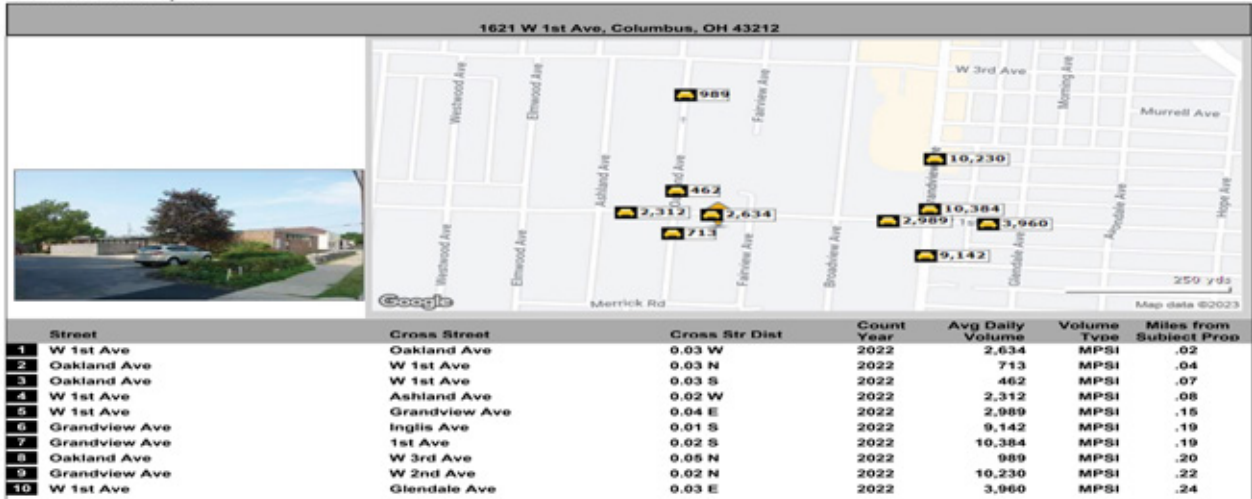 1621 W 1st Ave, Columbus, OH 43212
W 3rd Ave
Westwood Ave
Elmwood Ave
989
Fairview Ave
Morning Ave
Murrell Ave
10,230
Ashland Ave
462
10,384
Hope Ave
2,312
2,634
2,989
3,960
713
9,142
Westwood Ave
Elmwood Ave
Fairview Ave
Broadview Ave
Glendale Ave
250 yds
Google
Merrick Rd
Map data ©2023
Street Cross Street Cross Str Dist Count Year Avg Daily Volume Volume Type Miles from Subject Prop
1 W 1st Ave Oakland Ave 0.03 W 2022 2,634 MPSI .02
2 Oakland Ave W 1st Ave 0.03 N 2022 713 MPSI .04
3 Oakland Ave W 1st Ave 0.03 S 2022 462 MPSI .07
4 W 1st Ave Ashland Ave 0.02 W 2022 2,312 MPSI .08
5 W 1st Ave Grandview Ave 0.04 E 2022 2,989 MPSI .15
6 Grandview Ave Inglis Ave 0.01 S 2022 9,142 MPSI .19
7 Grandview Ave 1st Ave 0.02 S 2022 10,384 MPSI .19
8 Oakland Ave W 3rd Ave 0.05 N 2022 989 MPSI .20
9 Grandview Ave W 2nd Ave 0.02 N 2022 10,230 MPSI .22
10 W 1st Ave Glendale Ave 0.03 E 2022 3,960 MPSI .24